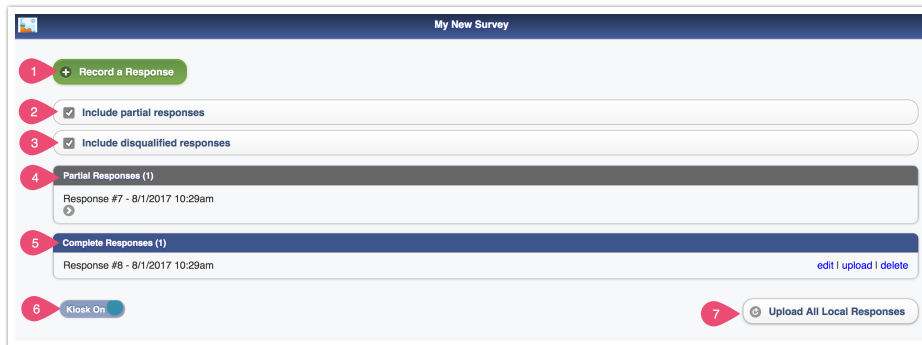 My New Survey
1 Record a Response
2 Include partial responses
3 Include disqualified responses
4 Partial Responses (1)
Response #7 - 8/1/2017 10:29am
5 Complete Responses (1)
Response #8 - 8/1/2017 10:29am edit | upload | delete
6 Kiosk On 7 Upload All Local Responses